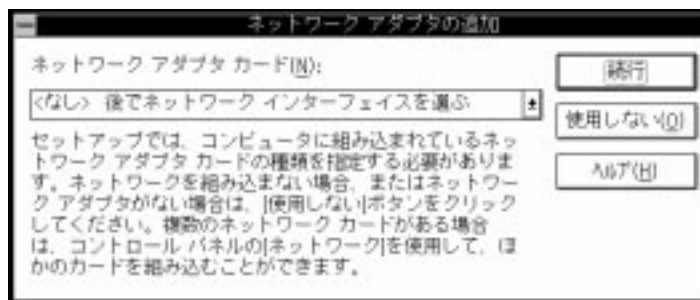 ネットワーク アダプタの追加
ネットワーク アダプタ カード(N):
続行
<なし> 後でネットワーク インターフェイスを選ぶ
使用しない(O)
ヘルプ(H)
セットアップでは、コンピュータに組み込まれているネッ
トワーク アダプタ カードの種類を指定する必要がありま
す。ネットワークを組み込まない場合、またはネットワー
ク アダプタがない場合は、[使用しない]ボタンをクリック
してください。複数のネットワーク カードがある場合
は、コントロール パネルの[ネットワーク]を使用して、ほ
かのカードを組み込むことができます。